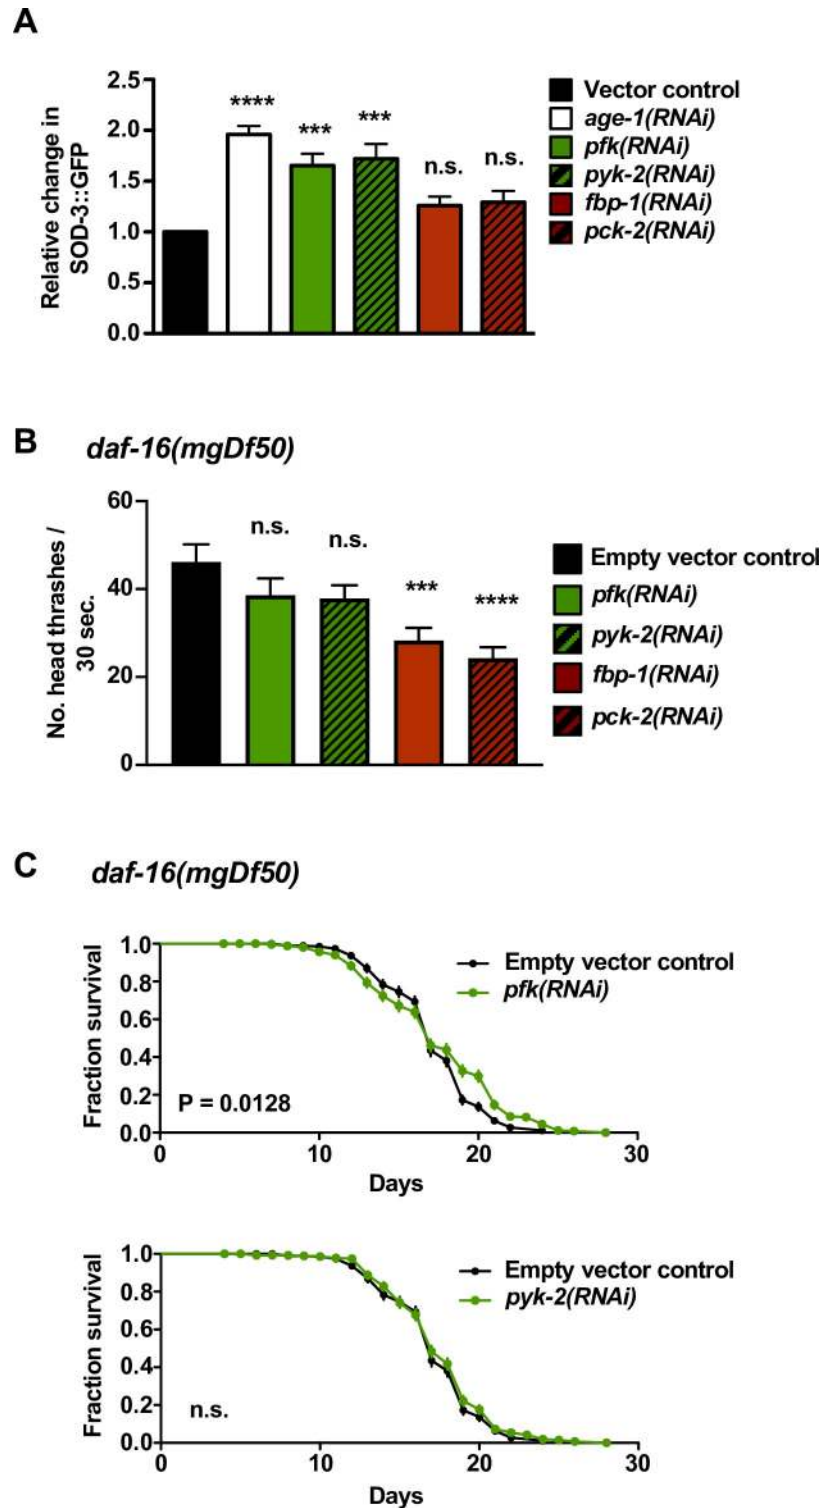 A
Relative change in
SOD-3::GFP
2.5
2.0
1.5
1.0
0.5
0.0
****
***
***
n.s.
n.s.
Vector control
age-1(RNAi)
pfk(RNAi)
pyk-2(RNAi)
fbp-1(RNAi)
pck-2(RNAi)
B
daf-16(mgDf50)
No. head thrashes /
30 sec.
60
40
20
0
n.s.
n.s.
***
****
Empty vector control
pfk(RNAi)
pyk-2(RNAi)
fbp-1(RNAi)
pck-2(RNAi)
C
daf-16(mgDf50)
Fraction survival
1.0
0.8
0.6
0.4
0.2
0.0
P = 0.0128
Empty vector control
pfk(RNAi)
0
10
20
30
Days
Fraction survival
1.0
0.8
0.6
0.4
0.2
0.0
n.s.
Empty vector control
pyk-2(RNAi)
0
10
20
30
Days